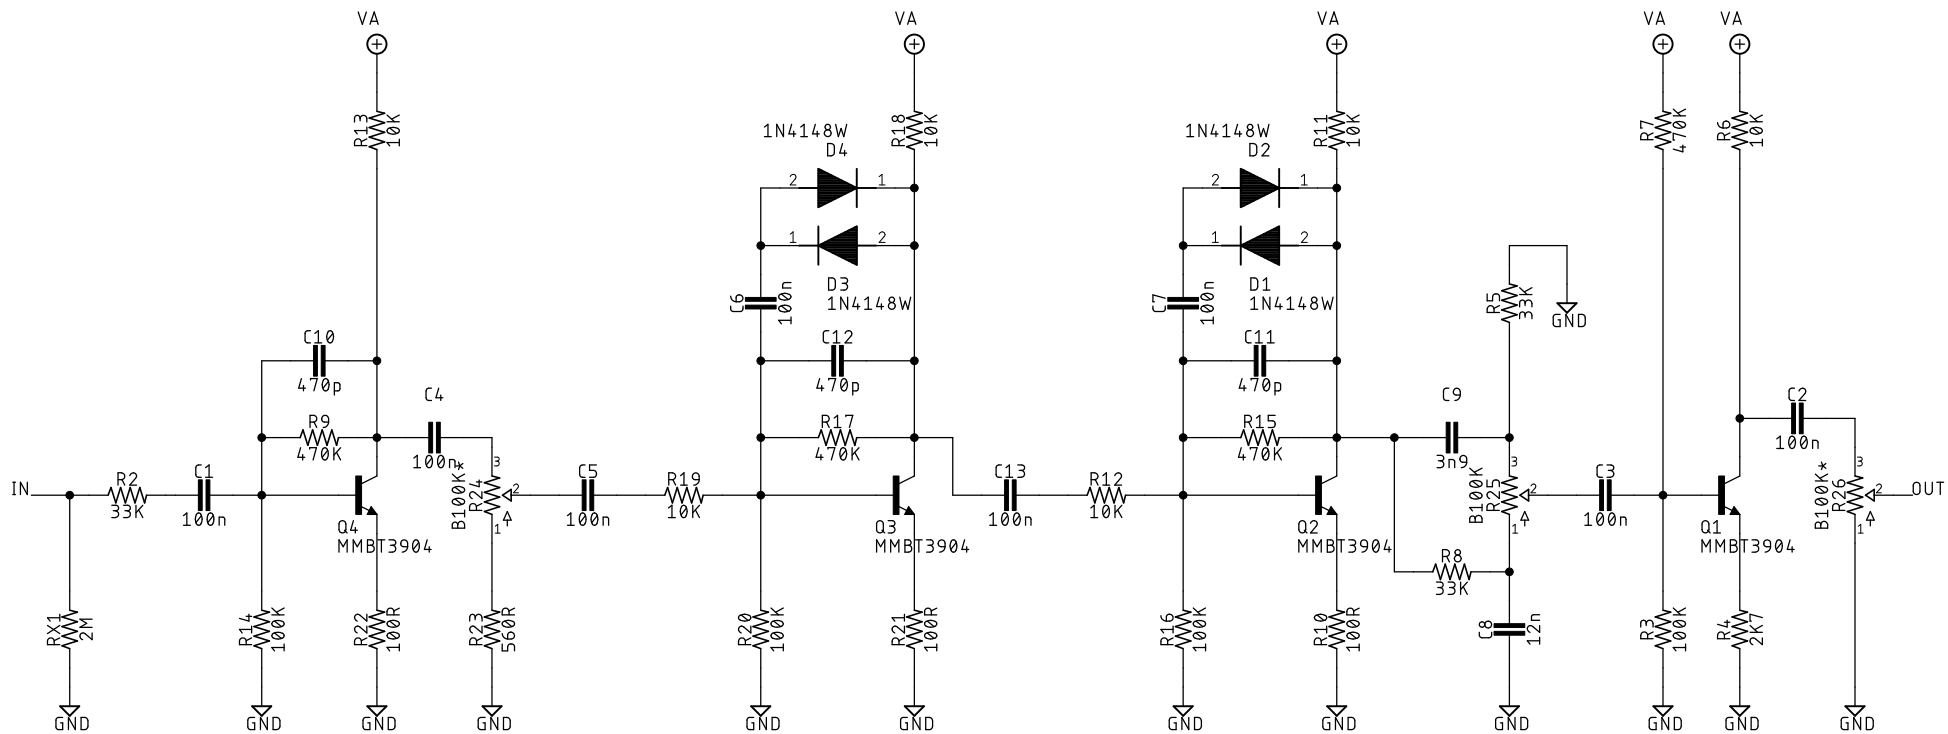 VA
VA
VA
VA
VA
R13
10K
1N4148W
D4
R18
10K
1N4148W
D2
R11
10K
R7
470K
R6
10K
2
1
2
1
1
2
1
2
D3
1N4148W
D1
1N4148W
C6
100n
C7
100n
R5
33K
GND
C10
470p
C12
470p
C11
470p
C4
100n
C9
3n9
C2
100n
R9
470K
R17
470K
R15
470K
IN
R2
33K
C1
100n
Q4
MMBT3904
B100K*
R24
3
2
1
C5
100n
R19
10K
Q3
MMBT3904
C13
100n
R12
10K
Q2
MMBT3904
B100K
R25
3
2
1
C3
100n
Q1
MMBT3904
B100K*
R26
3
2
1
OUT
R8
33K
RX1
2M
R14
100K
R22
100R
R23
560R
R20
100K
R21
100R
R16
100K
R10
100R
C8
12n
R3
100K
R4
2K7
GND
GND
GND
GND
GND
GND
GND
GND
GND
GND
GND
GND